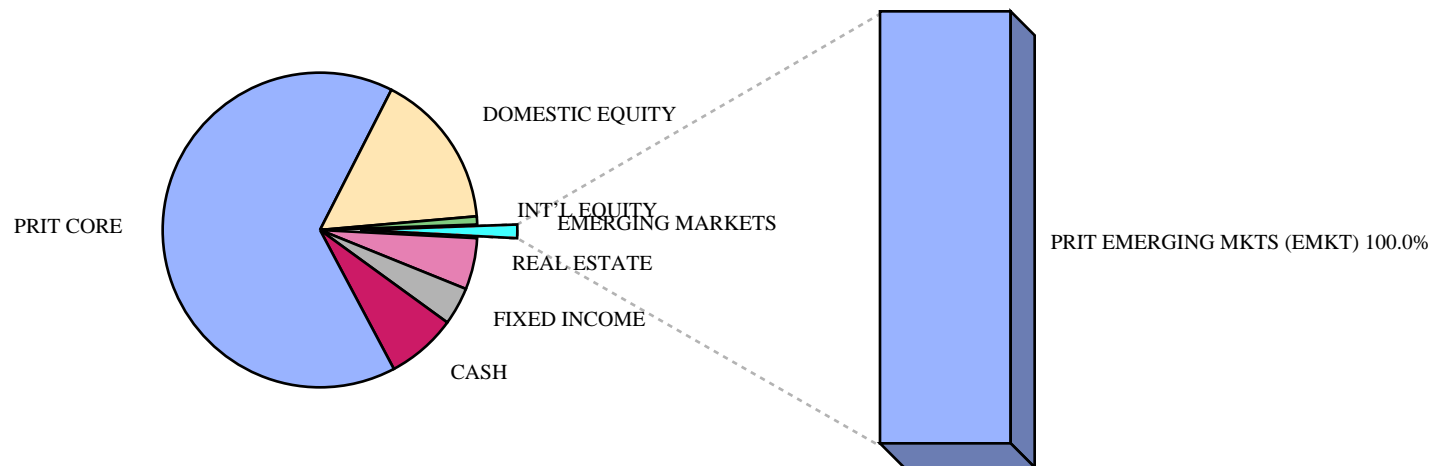 DOMESTIC EQUITY
INT'L EQUITY
EMERGING MARKETS
PRIT CORE
PRIT EMERGING MKTS (EMKT) 100.0%
REAL ESTATE
FIXED INCOME
CASH